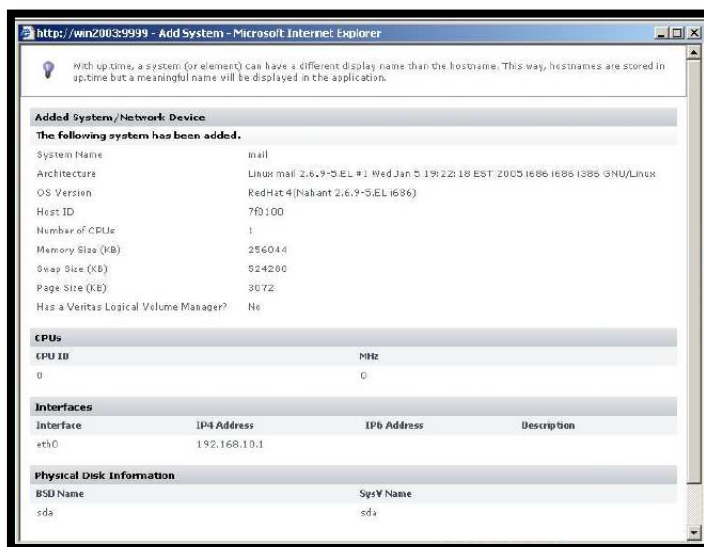 http://win2003:9999 - Add System - Microsoft Internet Explorer
With up.time, a system (or element) can have a different display name than the hostname. This way, hostnames are stored in
up.time but a meaningful name will be displayed in the application.
Added System/Network Device
The following system has been added.
System Name mail
Architecture Linux mail 2.6.9-5.EL #1 Wed Jan 5 19:22:18 EST 2005 i686 i686 i386 GNU/Linux
OS Version RedHat 4(Nahant 2.6.9-5.EL i686)
Host ID 7f0100
Number of CPUs 1
Memory Size (KB) 256044
Swap Size (KB) 524280
Page Size (KB) 3072
Has a Veritas Logical Volume Manager? No
CPUs
CPU ID MHz
0 0
Interfaces
Interface IP4 Address IP6 Address Description
eth0 192.168.10.1
Physical Disk Information
BSD Name SysV Name
sda sda